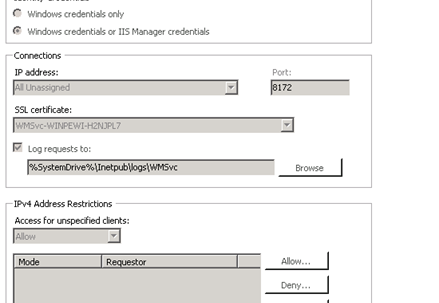 Windows credentials only
Windows credentials or IIS Manager credentials
Connections
IP address:
Port:
All Unassigned
8172
SSL certificate:
WMSvc-WINPEWI-H2NJPL7
Log requests to:
%SystemDrive%\Inetpub\logs\WMSvc
Browse
IPv4 Address Restrictions
Access for unspecified clients:
Allow
Mode
Requestor
Allow...
Deny...